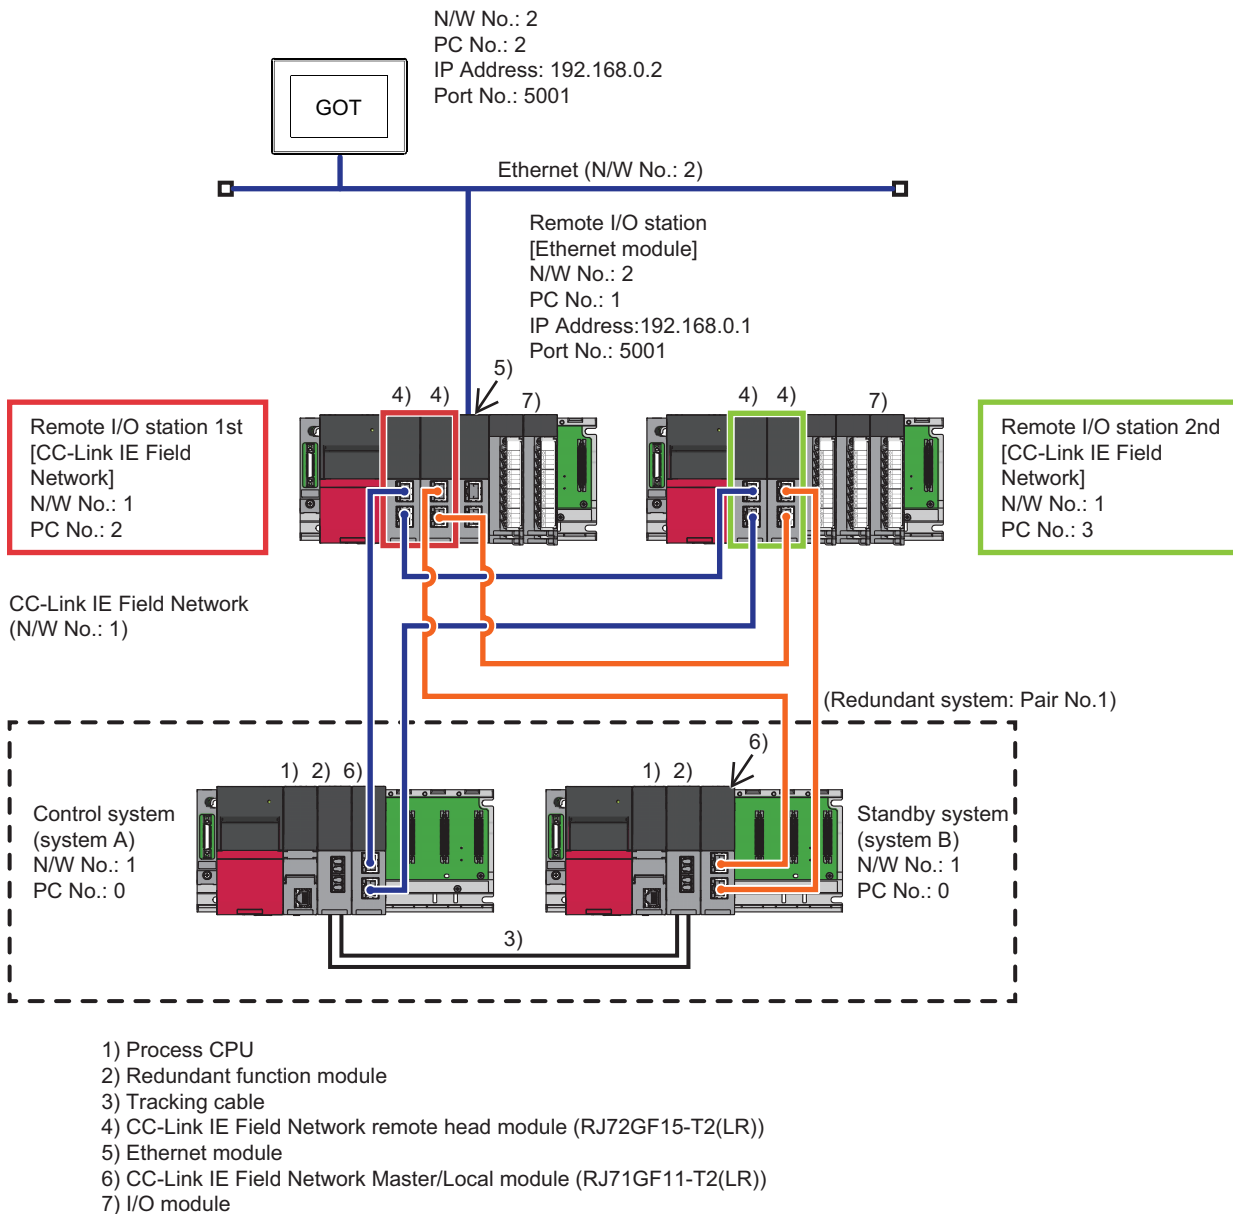 N/W No.: 2
PC No.: 2
IP Address: 192.168.0.2
Port No.: 5001
GOT
Ethernet (N/W No.: 2)
Remote I/O station
[Ethernet module]
N/W No.: 2
PC No.: 1
IP Address:192.168.0.1
Port No.: 5001
5)
4) 4) 7)
4) 4) 7)
Remote I/O station 1st
[CC-Link IE Field
Network]
N/W No.: 1
PC No.: 2
Remote I/O station 2nd
[CC-Link IE Field
Network]
N/W No.: 1
PC No.: 3
CC-Link IE Field Network
(N/W No.: 1)
(Redundant system: Pair No.1)
6)
1) 2) 6)
1) 2)
Control system
(system A)
N/W No.: 1
PC No.: 0
Standby system
(system B)
N/W No.: 1
PC No.: 0
3)
1) Process CPU
2) Redundant function module
3) Tracking cable
4) CC-Link IE Field Network remote head module (RJ72GF15-T2(LR))
5) Ethernet module
6) CC-Link IE Field Network Master/Local module (RJ71GF11-T2(LR))
7) I/O module